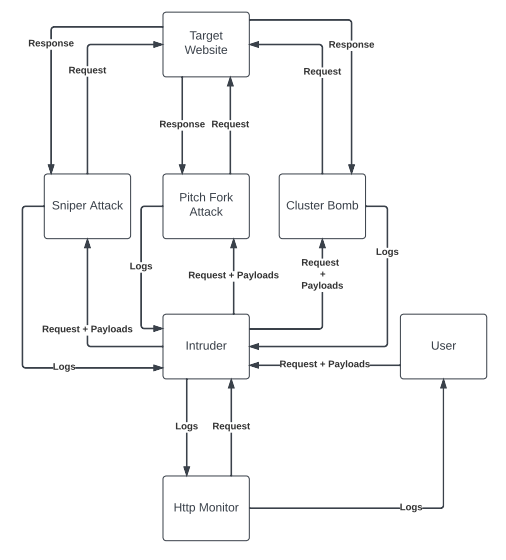 Target
Website
Response
Response
Request
Request
Response
Request
Sniper Attack
Pitch Fork
Attack
Cluster Bomb
Logs
Logs
Request + Payloads
Request
+
Payloads
Request + Payloads
Intruder
User
Logs
Request + Payloads
Logs
Request
Http Monitor
Logs